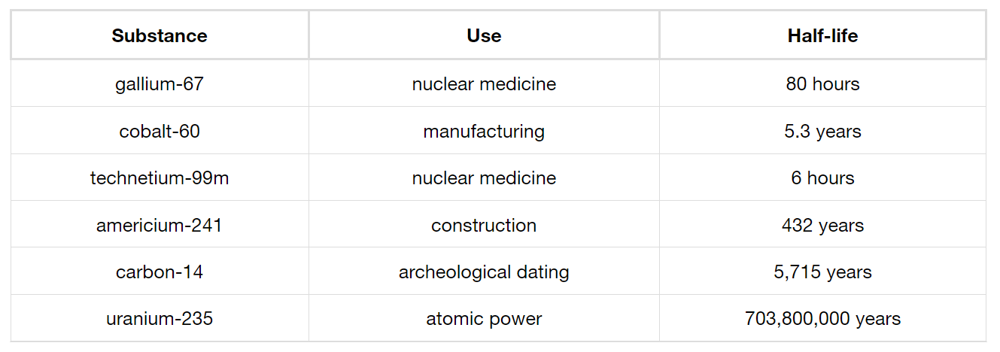 Substance Use Half-life
gallium-67 nuclear medicine 80 hours
cobalt-60 manufacturing 5.3 years
technetium-99m nuclear medicine 6 hours
americium-241 construction 432 years
carbon-14 archeological dating 5,715 years
uranium-235 atomic power 703,800,000 years